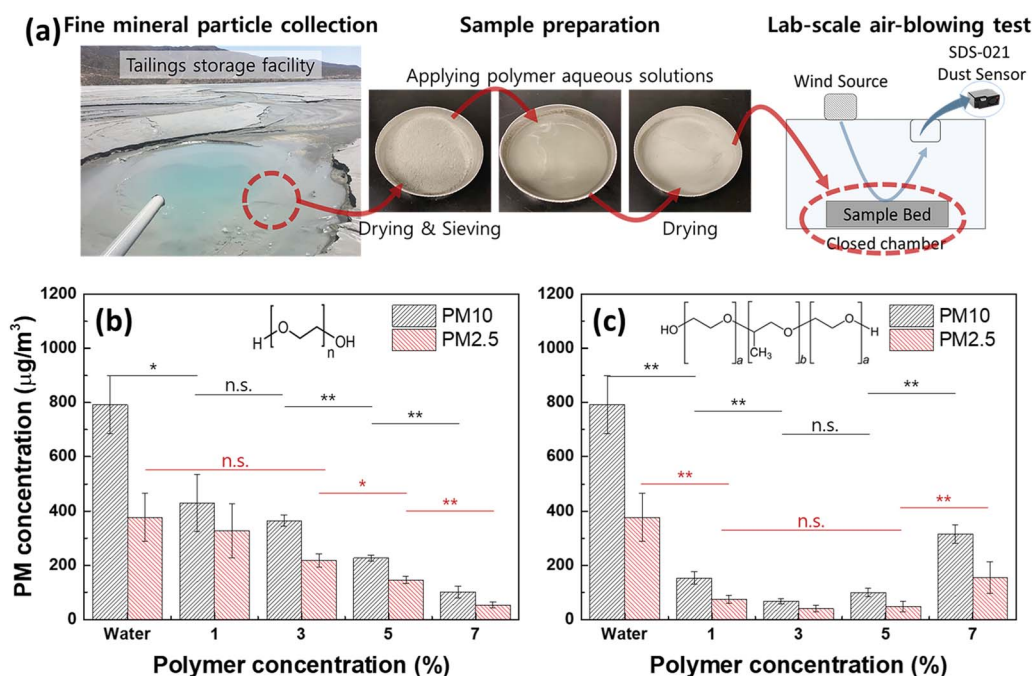 (a)
Fine mineral particle collection
Sample preparation
Lab-scale air-blowing test
Tailings storage facility
Applying polymer aqueous solutions
Drying & Sieving
Drying
SDS-021
Dust Sensor
Wind Source
Sample Bed
Closed chamber
PM concentration (μg/m³)
1200
1000
800
600
400
200
0
(b)
H
O
OH
n
PM10
PM2.5
*
n.s.
**
**
n.s.
*
**
Water
1
3
5
7
Polymer concentration (%)
1200
1000
800
600
400
200
0
(c)
HO
O
a
CH₃
O
b
O
H
a
PM10
PM2.5
**
**
n.s.
**
**
n.s.
**
Water
1
3
5
7
Polymer concentration (%)